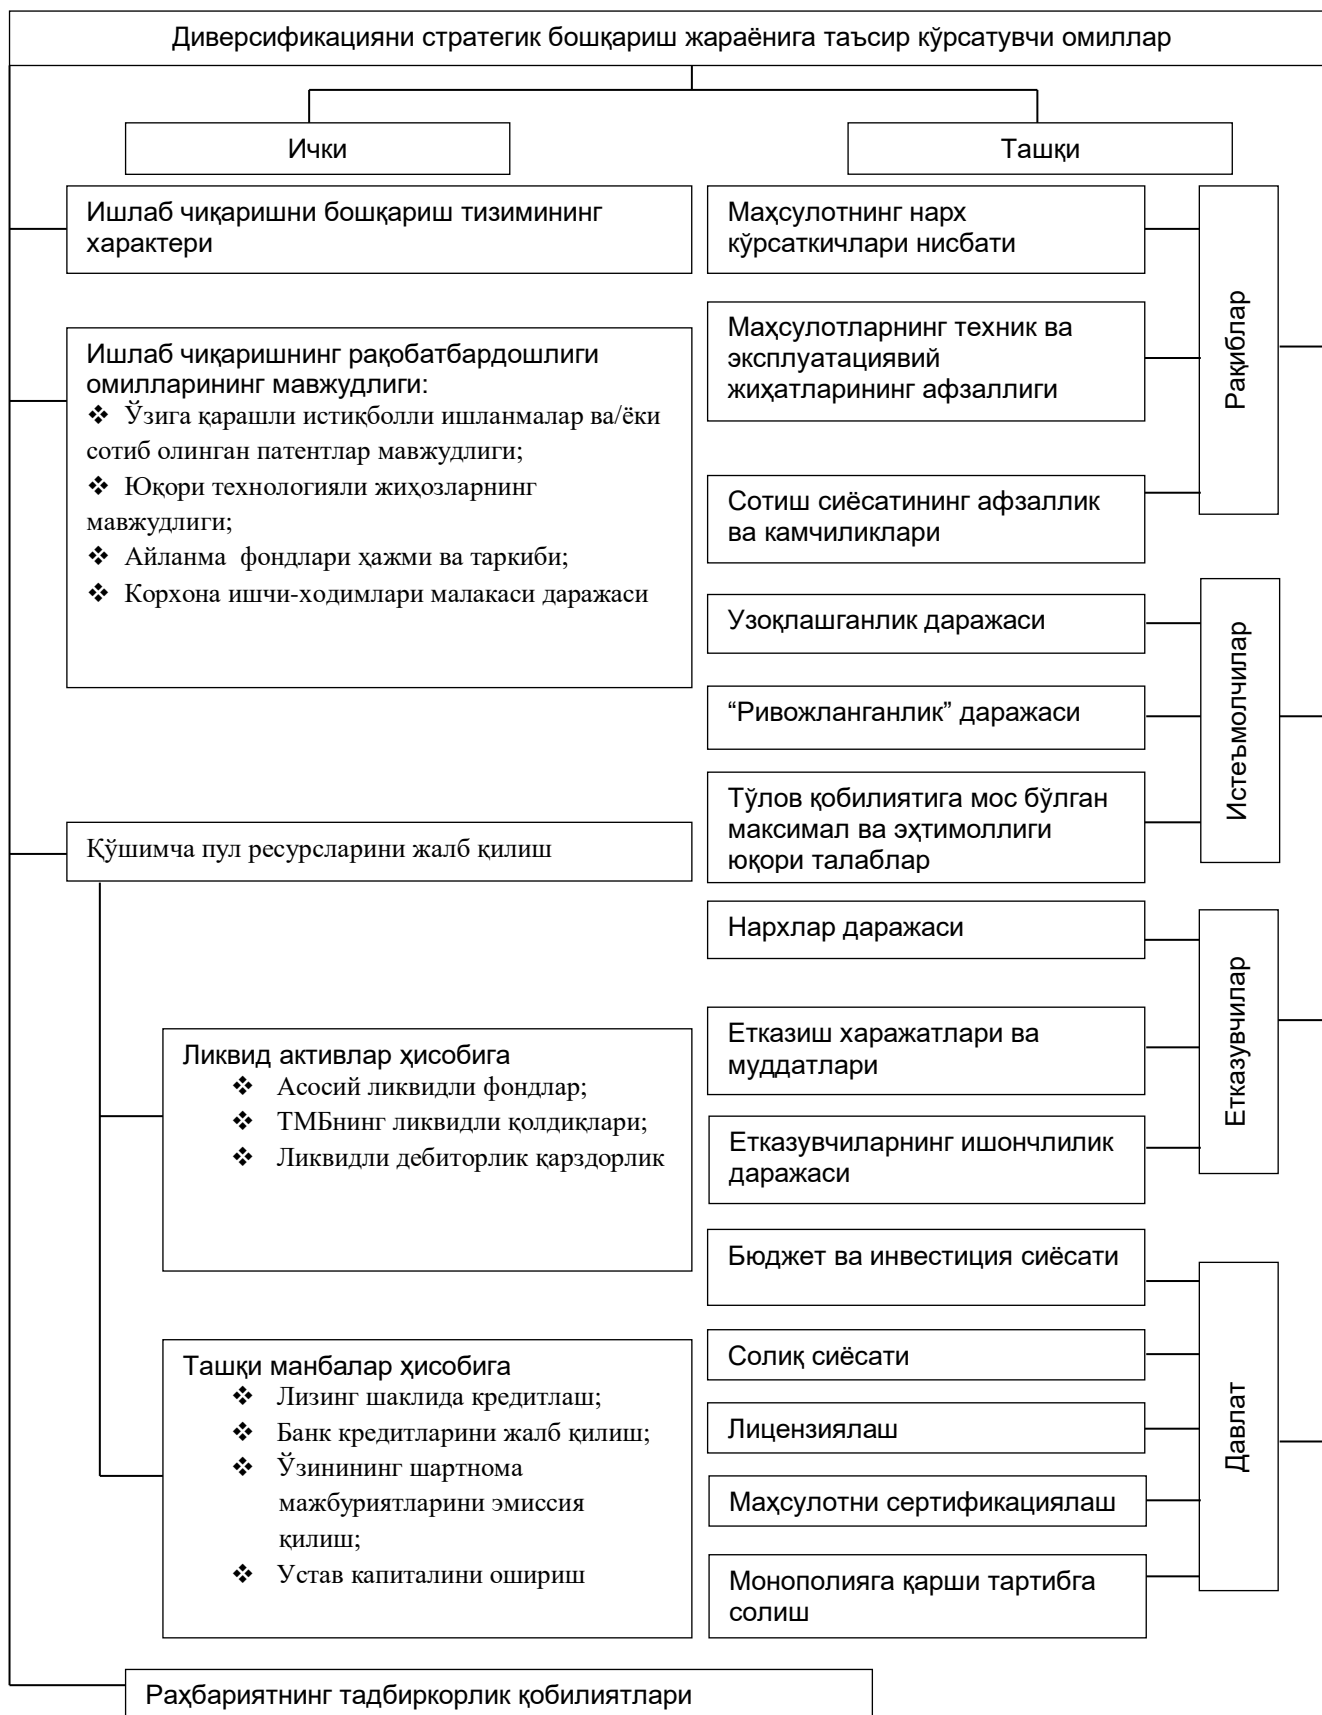 Диверсификацияни стратегик бошқариш жараёнига таъсир кўрсатувчи омиллар
Ички
Ишлаб чиқаришни бошқариш тизимининг
характери
Ишлаб чиқаришнинг рақобатбардошлиги
омилларининг мавжудлиги:
❖ Ўзига қарашли истиқболли ишланмалар ва/ёки
сотиб олинган патентлар мавжудлиги;
❖ Юқори технологияли жиҳозларнинг
мавжудлиги;
❖ Айланма фондлари ҳажми ва таркиби;
❖ Корхона ишчи-ходимлари малакаси даражаси
Қўшимча пул ресурсларини жалб қилиш
Ликвид активлар ҳисобига
❖ Асосий ликвидли фондлар;
❖ ТМБнинг ликвидли қолдиқлари;
❖ Ликвидли дебиторлик қарздорлик
Ташқи манбалар ҳисобига
❖ Лизинг шаклида кредитлаш;
❖ Банк кредитларини жалб қилиш;
❖ Ўзинининг шартнома
мажбуриятларини эмиссия
қилиш;
❖ Устав капиталини ошириш
Раҳбариятнинг тадбиркорлик қобилиятлари
Ташқи
Маҳсулотнинг нарх
кўрсаткичлари нисбати
Маҳсулотларнинг техник ва
эксплуатациявий
жиҳатларининг афзаллиги
Сотиш сиёсатининг афзаллик
ва камчиликлари
Рақиблар
Узоқлашганлик даражаси
“Ривожланганлик” даражаси
Тўлов қобилиятига мос бўлган
максимал ва эҳтимоллиги
юқори талаблар
Истеъмолчилар
Нархлар даражаси
Етказиш харажатлари ва
муддатлари
Етказувчиларнинг ишончлилик
даражаси
Етказувчилар
Бюджет ва инвестиция сиёсати
Солиқ сиёсати
Лицензиялаш
Маҳсулотни сертификациялаш
Монополияга қарши тартибга
солиш
Давлат